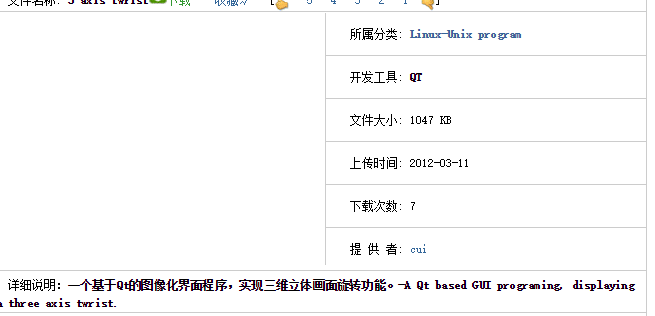 文件名称: 3 axis twrist 下载 收藏√ [ 5 4 3 2 1 ]
所属分类: Linux-Unix program
开发工具: QT
文件大小: 1047 KB
上传时间: 2012-03-11
下载次数: 7
提 供 者: cui
详细说明: 一个基于Qt的图像化界面程序，实现三维立体画面旋转功能。-A Qt based GUI programing, displaying
a three axis twrist.